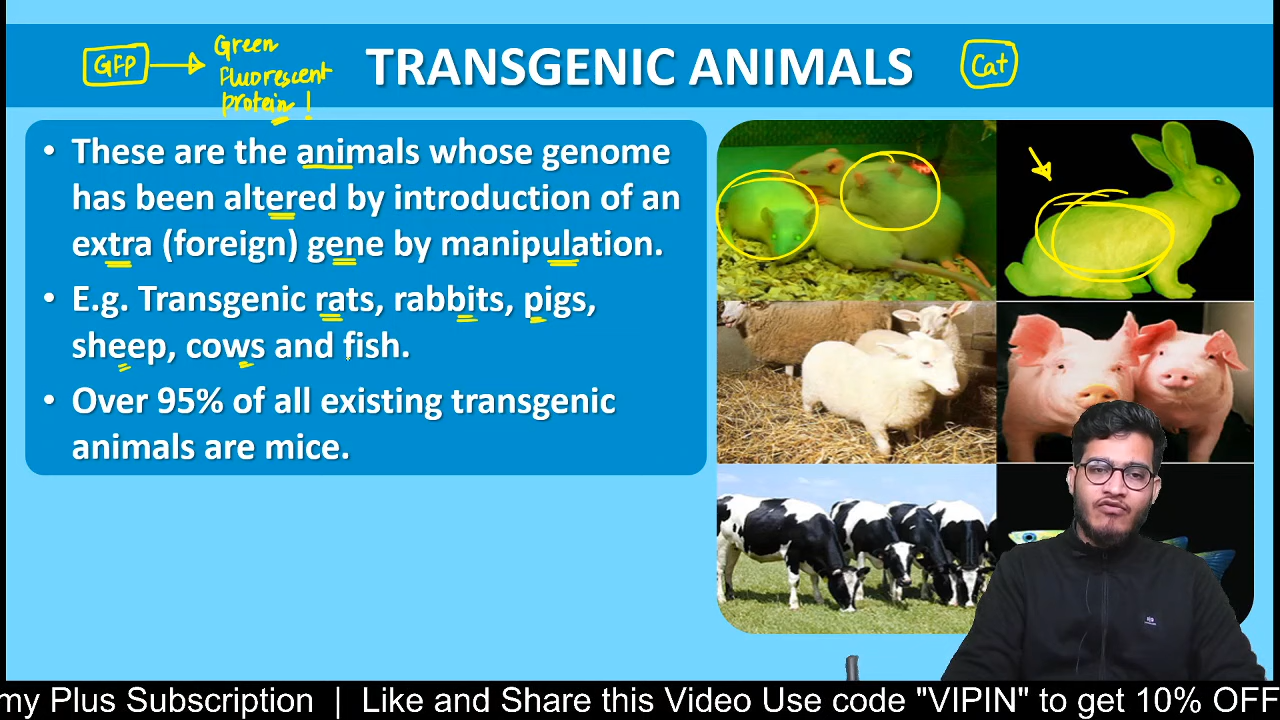 GFP
Green
Fluorescent
protein!
TRANSGENIC ANIMALS
Cat
• These are the animals whose genome
has been altered by introduction of an
extra (foreign) gene by manipulation.
• E.g. Transgenic rats, rabbits, pigs,
sheep, cows and fish.
• Over 95% of all existing transgenic
animals are mice.
my Plus Subscription | Like and Share this Video Use code "VIPIN" to get 10% OFF